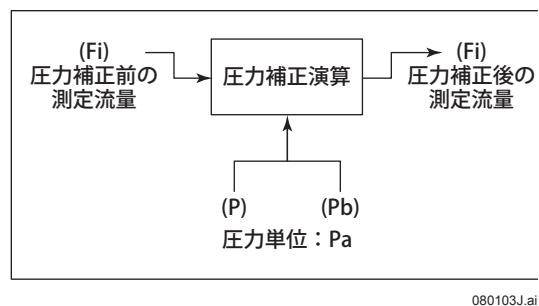 (Fi)
圧力補正前の
測定流量
圧力補正演算
(Fi)
圧力補正後の
測定流量
(P)
(Pb)
圧力単位：Pa
080103J.ai